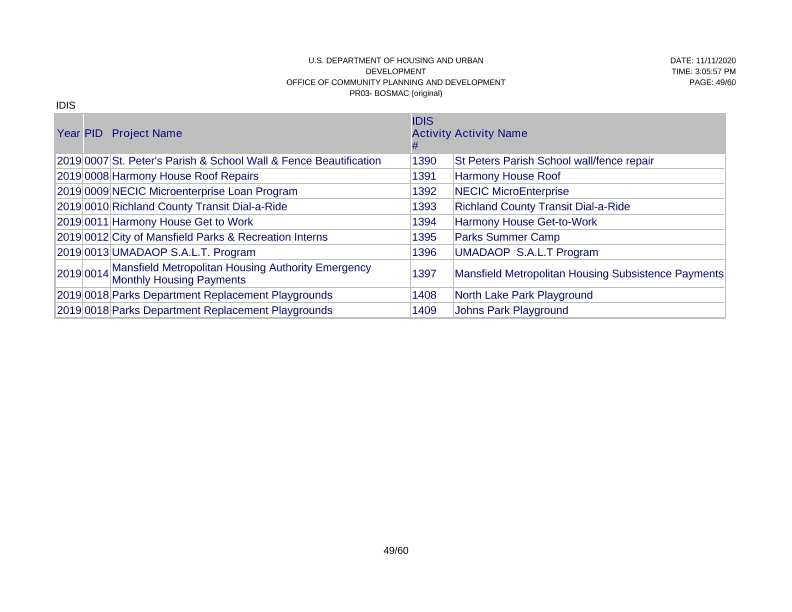 U.S. DEPARTMENT OF HOUSING AND URBAN
DEVELOPMENT
OFFICE OF COMMUNITY PLANNING AND DEVELOPMENT
PR03- BOSMAC (original)
DATE: 11/11/2020
TIME: 3:05:57 PM
PAGE: 49/60
IDIS
Year PID Project Name IDIS Activity # Activity Name
2019 0007 St. Peter's Parish & School Wall & Fence Beautification 1390 St Peters Parish School wall/fence repair
2019 0008 Harmony House Roof Repairs 1391 Harmony House Roof
2019 0009 NECIC Microenterprise Loan Program 1392 NECIC MicroEnterprise
2019 0010 Richland County Transit Dial-a-Ride 1393 Richland County Transit Dial-a-Ride
2019 0011 Harmony House Get to Work 1394 Harmony House Get-to-Work
2019 0012 City of Mansfield Parks & Recreation Interns 1395 Parks Summer Camp
2019 0013 UMADAOP S.A.L.T. Program 1396 UMADAOP S.A.L.T Program
2019 0014 Mansfield Metropolitan Housing Authority Emergency
Monthly Housing Payments 1397 Mansfield Metropolitan Housing Subsistence Payments
2019 0018 Parks Department Replacement Playgrounds 1408 North Lake Park Playground
2019 0018 Parks Department Replacement Playgrounds 1409 Johns Park Playground
49/60